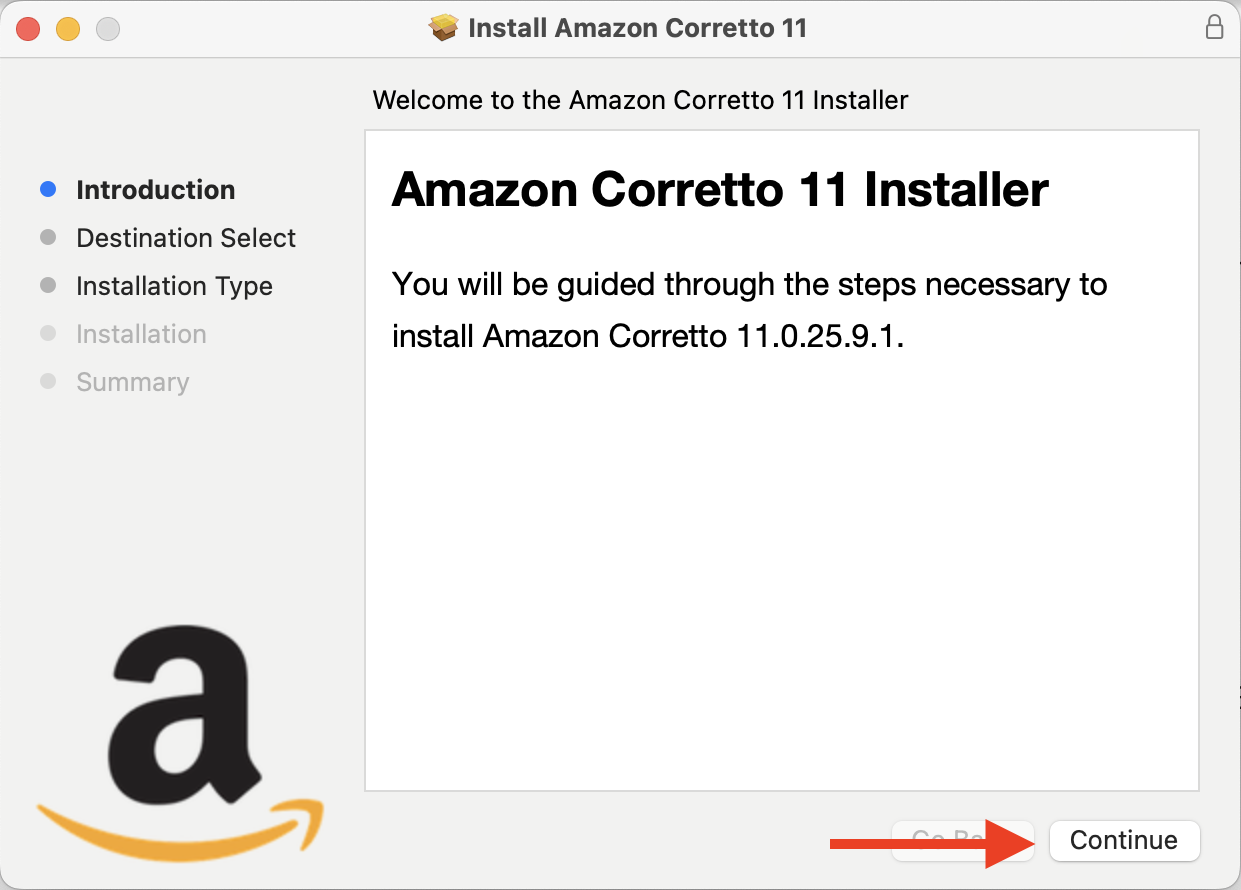 Install Amazon Corretto 11
Welcome to the Amazon Corretto 11 Installer
Introduction
Destination Select
Installation Type
Installation
Summary
Amazon Corretto 11 Installer
You will be guided through the steps necessary to
install Amazon Corretto 11.0.25.9.1.
a
Go
Continue